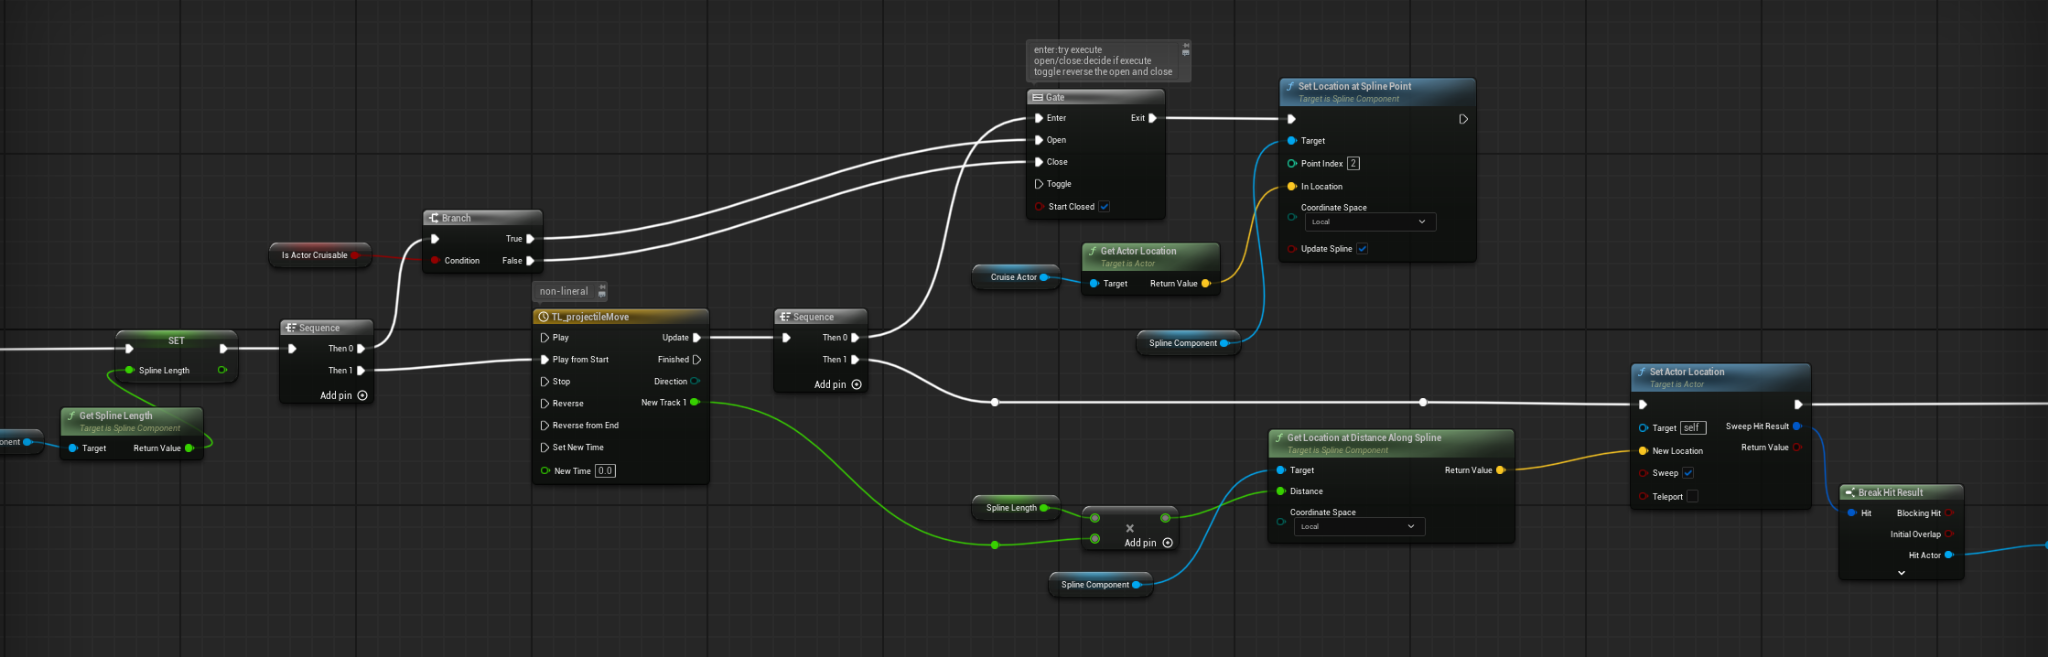 enter:try execute
open/close:decide if execute
toggle reverse the open and close
Gate
Enter
Exit
Open
Close
Toggle
Start Closed
Set Location at Spline Point
Target is Spline Component
Target
Point Index 2
In Location
Coordinate Space
Local
Update Spline
Branch
True
Condition
False
Is Actor Cruisable
Get Actor Location
Target is Actor
Target
Return Value
Cruise Actor
Spline Component
non-lineral
TL_projectileMove
Play
Update
Play from Start
Finished
Stop
Direction
Reverse
New Track 1
Reverse from End
Set New Time
New Time 0.0
Sequence
Then 0
Then 1
Add pin
SET
Spline Length
Sequence
Then 0
Then 1
Add pin
Get Spline Length
Target is Spline Component
Target
Return Value
onent
Spline Length
Add pin
Spline Component
Get Location at Distance Along Spline
Target is Spline Component
Target
Return Value
Distance
Coordinate Space
Local
Set Actor Location
Target is Actor
Target self
Sweep Hit Result
Return Value
New Location
Sweep
Teleport
Break Hit Result
Hit
Blocking Hit
Initial Overlap
Hit Actor